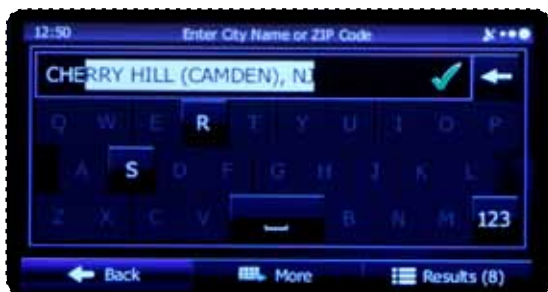 12:50 Enter City Name or ZIP Code
CHERRY HILL (CAMDEN), NJ
Q W E R T Y U I O P
A S D F G H J K L
Z X C V B N M 123
Back More Results (8)